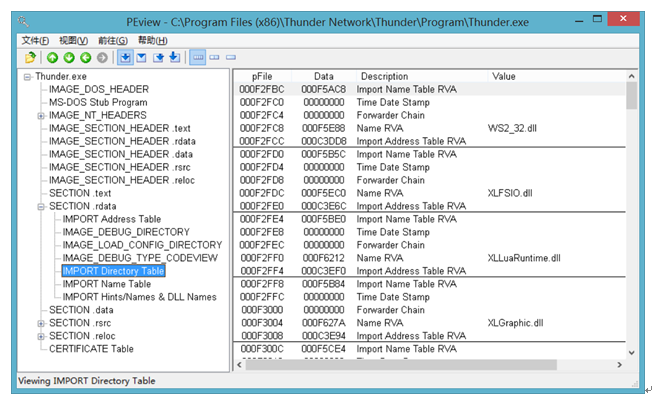 PEview - C:\Program Files (x86)\Thunder Network\Thunder\Program\Thunder.exe
文件(F) 视图(V) 前往(G) 帮助(H)
Thunder.exe
IMAGE_DOS_HEADER
MS-DOS Stub Program
IMAGE_NT_HEADERS
IMAGE_SECTION_HEADER .text
IMAGE_SECTION_HEADER .rdata
IMAGE_SECTION_HEADER .data
IMAGE_SECTION_HEADER .rsrc
IMAGE_SECTION_HEADER .reloc
SECTION .text
SECTION .rdata
IMPORT Address Table
IMAGE_DEBUG_DIRECTORY
IMAGE_LOAD_CONFIG_DIRECTORY
IMAGE_DEBUG_TYPE_CODEVIEW
IMPORT Directory Table
IMPORT Name Table
IMPORT Hints/Names & DLL Names
SECTION .data
SECTION .rsrc
SECTION .reloc
CERTIFICATE Table
pFile Data Description Value
000F2FBC 000F5AC8 Import Name Table RVA
000F2FC0 00000000 Time Date Stamp
000F2FC4 00000000 Forwarder Chain
000F2FC8 000F5E88 Name RVA WS2_32.dll
000F2FCC 000C3DD8 Import Address Table RVA
000F2FD0 000F5B5C Import Name Table RVA
000F2FD4 00000000 Time Date Stamp
000F2FD8 00000000 Forwarder Chain
000F2FDC 000F5EC0 Name RVA XLFSIO.dll
000F2FE0 000C3E6C Import Address Table RVA
000F2FE4 000F5BE0 Import Name Table RVA
000F2FE8 00000000 Time Date Stamp
000F2FEC 00000000 Forwarder Chain
000F2FF0 000F6212 Name RVA XLLuaRuntime.dll
000F2FF4 000C3EF0 Import Address Table RVA
000F2FF8 000F5B84 Import Name Table RVA
000F2FFC 00000000 Time Date Stamp
000F3000 00000000 Forwarder Chain
000F3004 000F627A Name RVA XLGraphic.dll
000F3008 000C3E94 Import Address Table RVA
000F300C 000F5CE4 Import Name Table RVA
Viewing IMPORT Directory Table